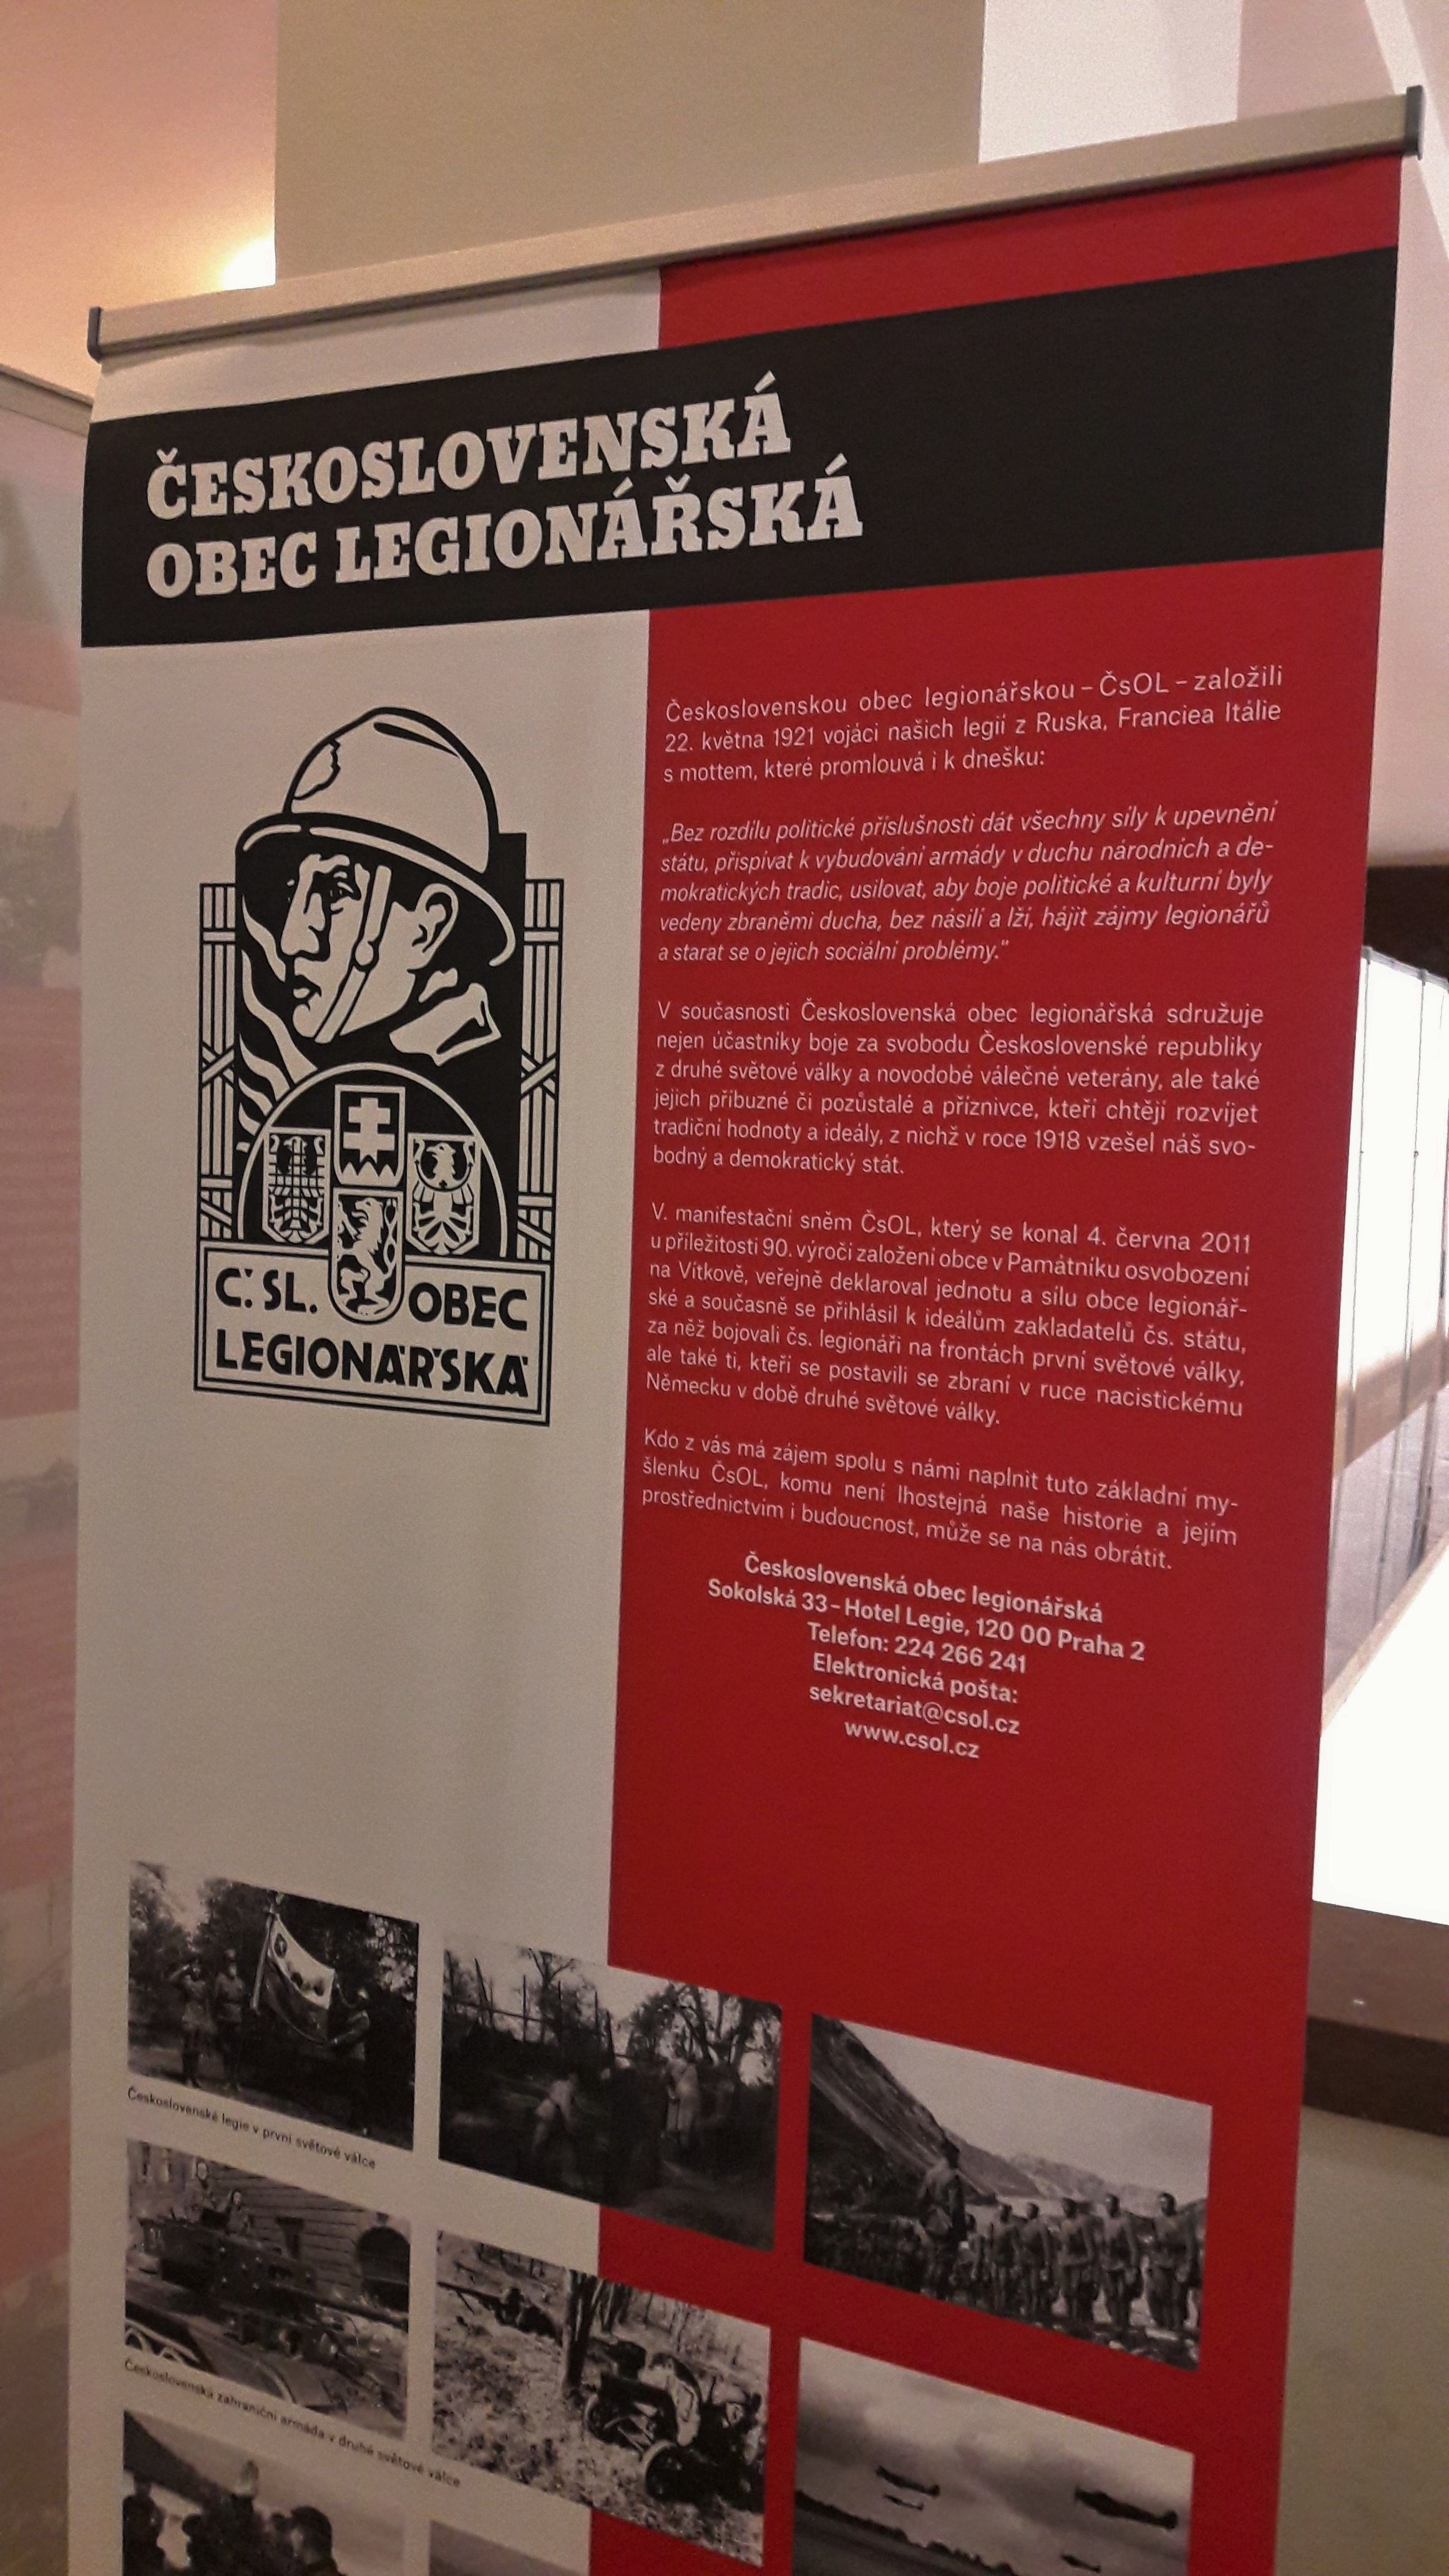 ČESKOSLOVENSKÁ
OBEC LEGIONÁŘSKÁ
Č. SL. OBEC
LEGIONÁŘSKÁ
Československou obec legionářskou – ČsOL – založili
22. května 1921 vojáci našich legií z Ruska, Franciea Itálie
s mottem, které promlouvá i k dnešku:
„Bez rozdílu politické příslušnosti dát všechny síly k upevnění
státu, přispívat k vybudování armády v duchu národních a de-
mokratických tradic, usilovat, aby boje politické a kulturní byly
vedeny zbraněmi ducha, bez násilí a lží, hájit zájmy legionářů
a starat se o jejich sociální problémy."
V současnosti Československá obec legionářská sdružuje
nejen účastníky boje za svobodu Československé republiky
z druhé světové války a novodobé válečné veterány, ale také
jejich příbuzné či pozůstalé a příznivce, kteří chtějí rozvíjet
tradiční hodnoty a ideály, z nichž v roce 1918 vzešel náš svo-
bodný a demokratický stát.
V. manifestační sněm ČsOL, který se konal 4. června 2011
u příležitosti 90. výročí založení obce v Památníku osvobození
na Vítkově, veřejně deklaroval jednotu a sílu obce legionář-
ské a současně se přihlásil k ideálům zakladatelů čs. státu,
za něž bojovali čs. legionáři na frontách první světové války,
ale také ti, kteří se postavili se zbraní v ruce nacistickému
Německu v době druhé světové války.
Kdo z vás má zájem spolu s námi naplnit tuto základní my-
šlenku ČsOL, komu není lhostejná naše historie a jejím
prostřednictvím i budoucnost, může se na nás obrátit.
Československá obec legionářská
Sokolská 33 – Hotel Legie, 120 00 Praha 2
Telefon: 224 266 241
Elektronická pošta:
sekretariat@csol.cz
www.csol.cz
Československé legie v první světové válce
Československá zahraniční armáda v druhé světové válce